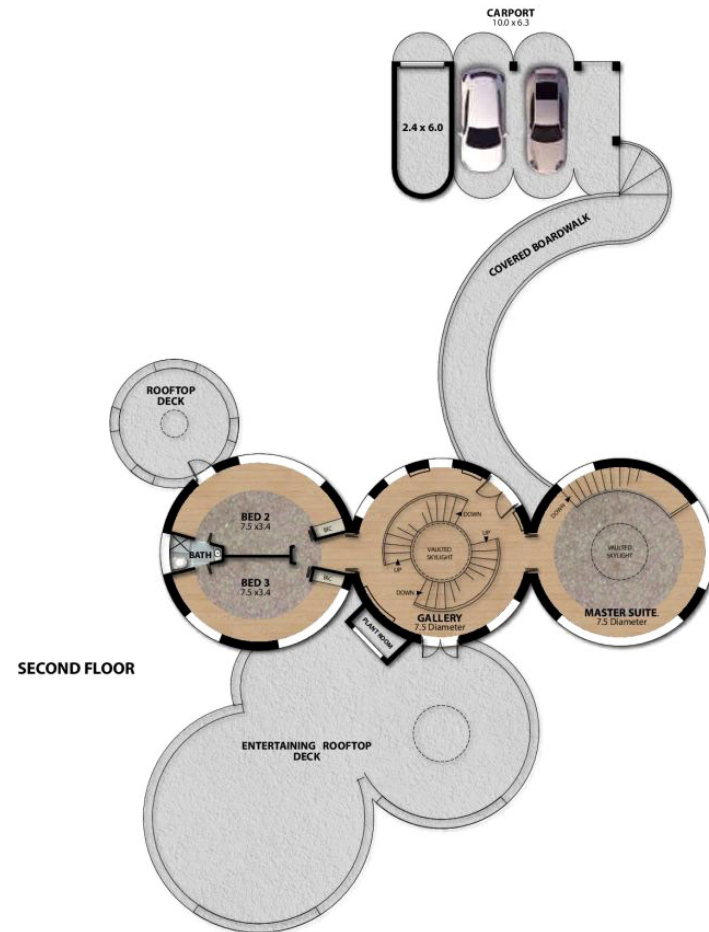 CARPORT
10.0 x 6.3
2.4 x 6.0
COVERED BOARDWALK
ROOFTOP
DECK
BED 2
7.5 x3.4
BIC
DOWN
UP
BATH
VAULTED
SKYLIGHT
UP
DOWN
BED 3
7.5 x3.4
BIC
GALLERY
7.5 Diameter
PLANT ROOM
DOWN
VAULTED
SKYLIGHT
MASTER SUITE
7.5 Diameter
SECOND FLOOR
ENTERTAINING ROOFTOP
DECK